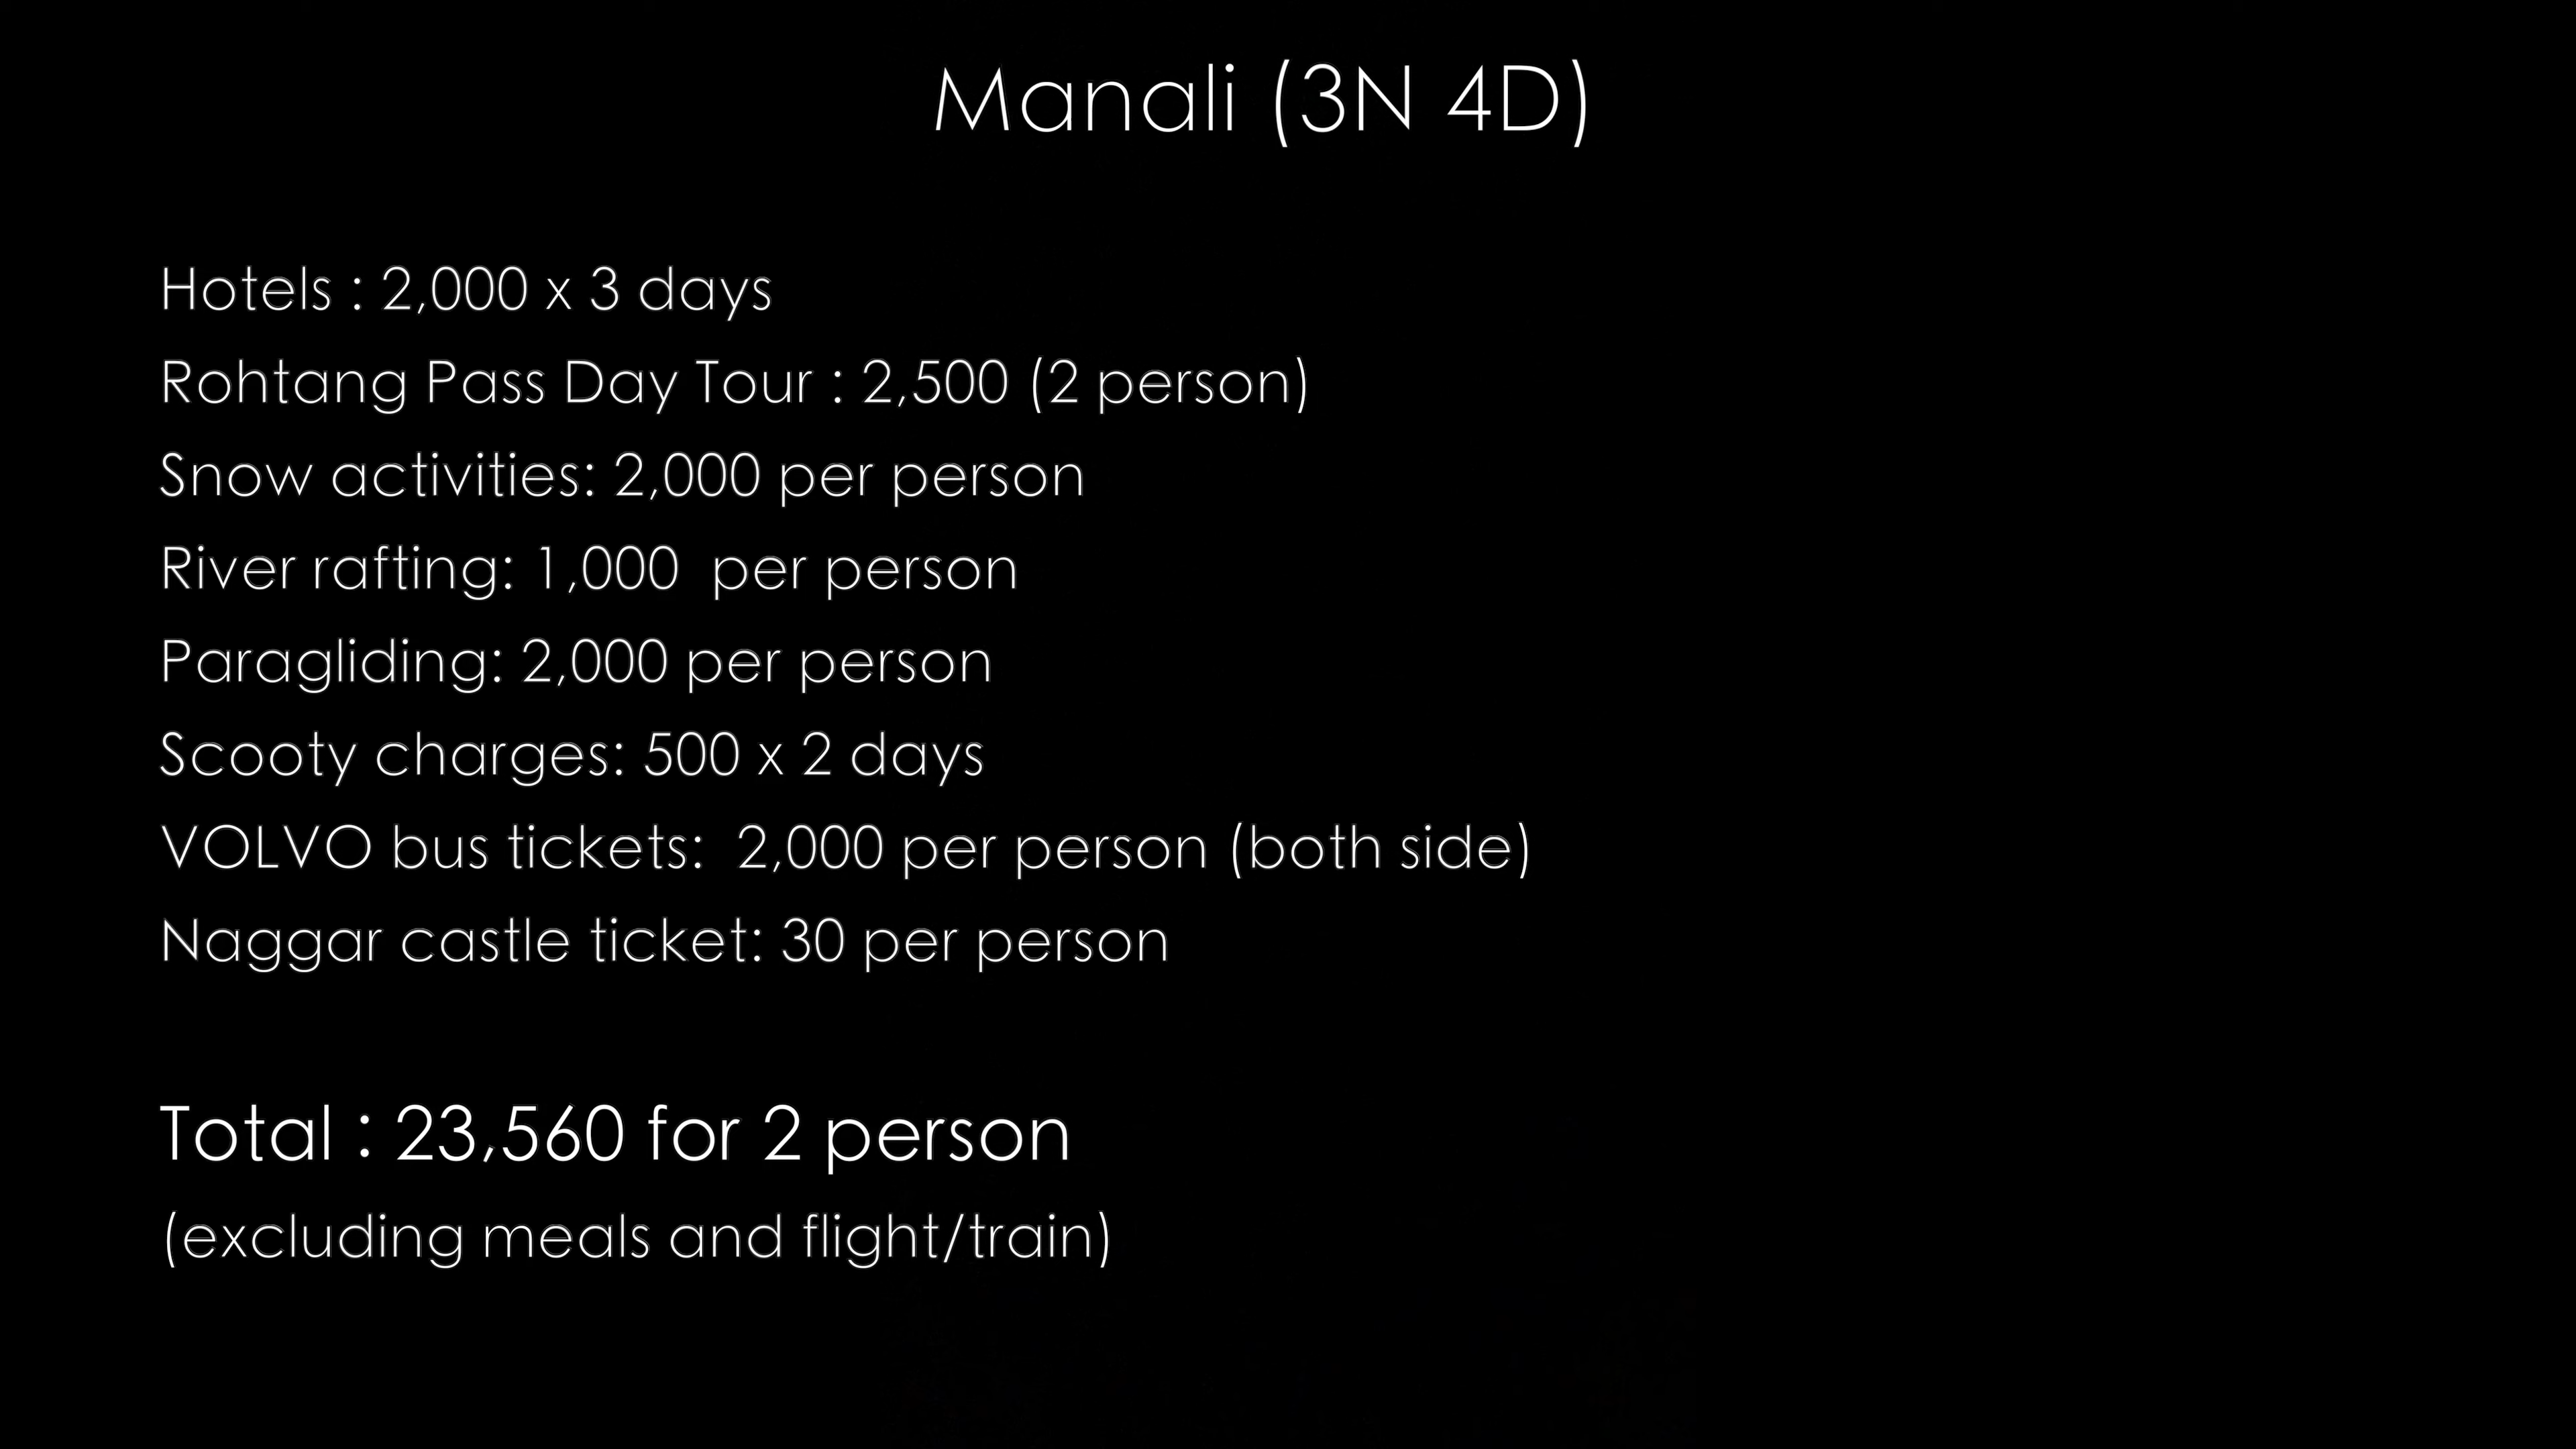 Manali (3N 4D)
Hotels : 2,000 x 3 days
Rohtang Pass Day Tour : 2,500 (2 person)
Snow activities: 2,000 per person
River rafting: 1,000  per person
Paragliding: 2,000 per person
Scooty charges: 500 x 2 days
VOLVO bus tickets:  2,000 per person (both side)
Naggar castle ticket: 30 per person
Total : 23,560 for 2 person
(excluding meals and flight/train)